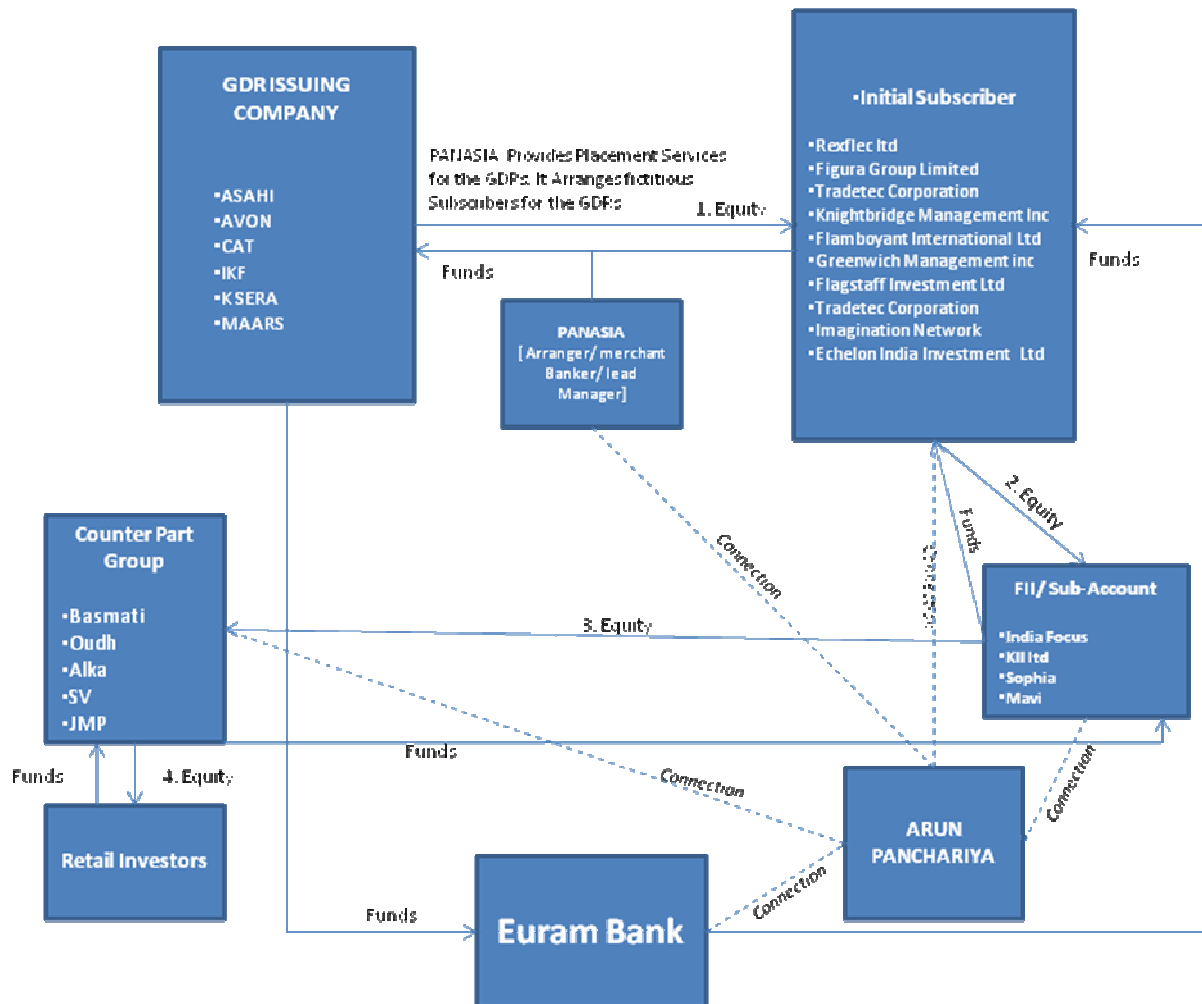 GDR ISSUING
COMPANY
•ASAHI
•AVON
•CAT
•IKF
•KSERA
•MAARS
PANASIA Provides Placement Services
for the GDRs. It Arranges fictitious
Subscribers for the GDRs
1. Equity
Funds
•Initial Subscriber
•Rexflec ltd
•Figura Group Limited
•Tradetec Corporation
•Knightbridge Management Inc
•Flamboyant International Ltd
•Greenwich Management inc
•Flagstaff Investment Ltd
•Tradetec Corporation
•Imagination Network
•Echelon India Investment Ltd
Funds
PANASIA
[Arranger/ merchant
Banker/ lead
Manager]
Connection
2. Equity
Funds
Counter Part
Group
•Basmati
•Oudh
•Alka
•SV
•JMP
3. Equity
FII/ Sub-Account
•India Focus
•KII ltd
•Sophia
•Mavi
Funds
Funds
4. Equity
Connection
Connection
Retail Investors
ARUN
PANCHARIYA
Connection
Funds
Euram Bank